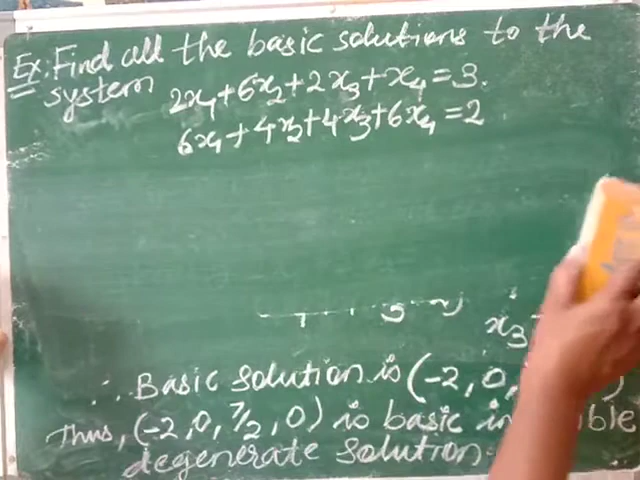 Ex: Find all the basic solutions to the
system 2x₁+6x₂+2x₃+x₄=3.
6x₁+4x₂+4x₃+6x₄=2
x₃
∴ Basic solution is (-2, 0, )
Thus, (-2, 0, 7/2, 0) is basic
degenerate solution.